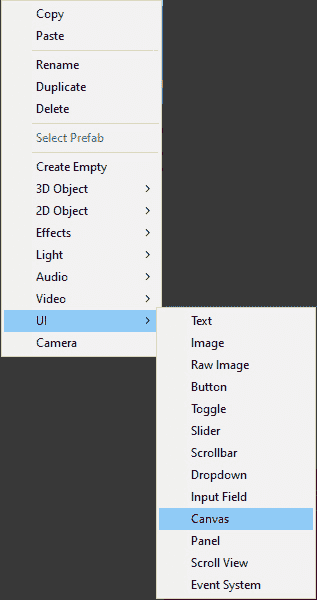 Copy
Paste
Rename
Duplicate
Delete
Select Prefab
Create Empty
3D Object
2D Object
Effects
Light
Audio
Video
UI
Camera
Text
Image
Raw Image
Button
Toggle
Slider
Scrollbar
Dropdown
Input Field
Canvas
Panel
Scroll View
Event System